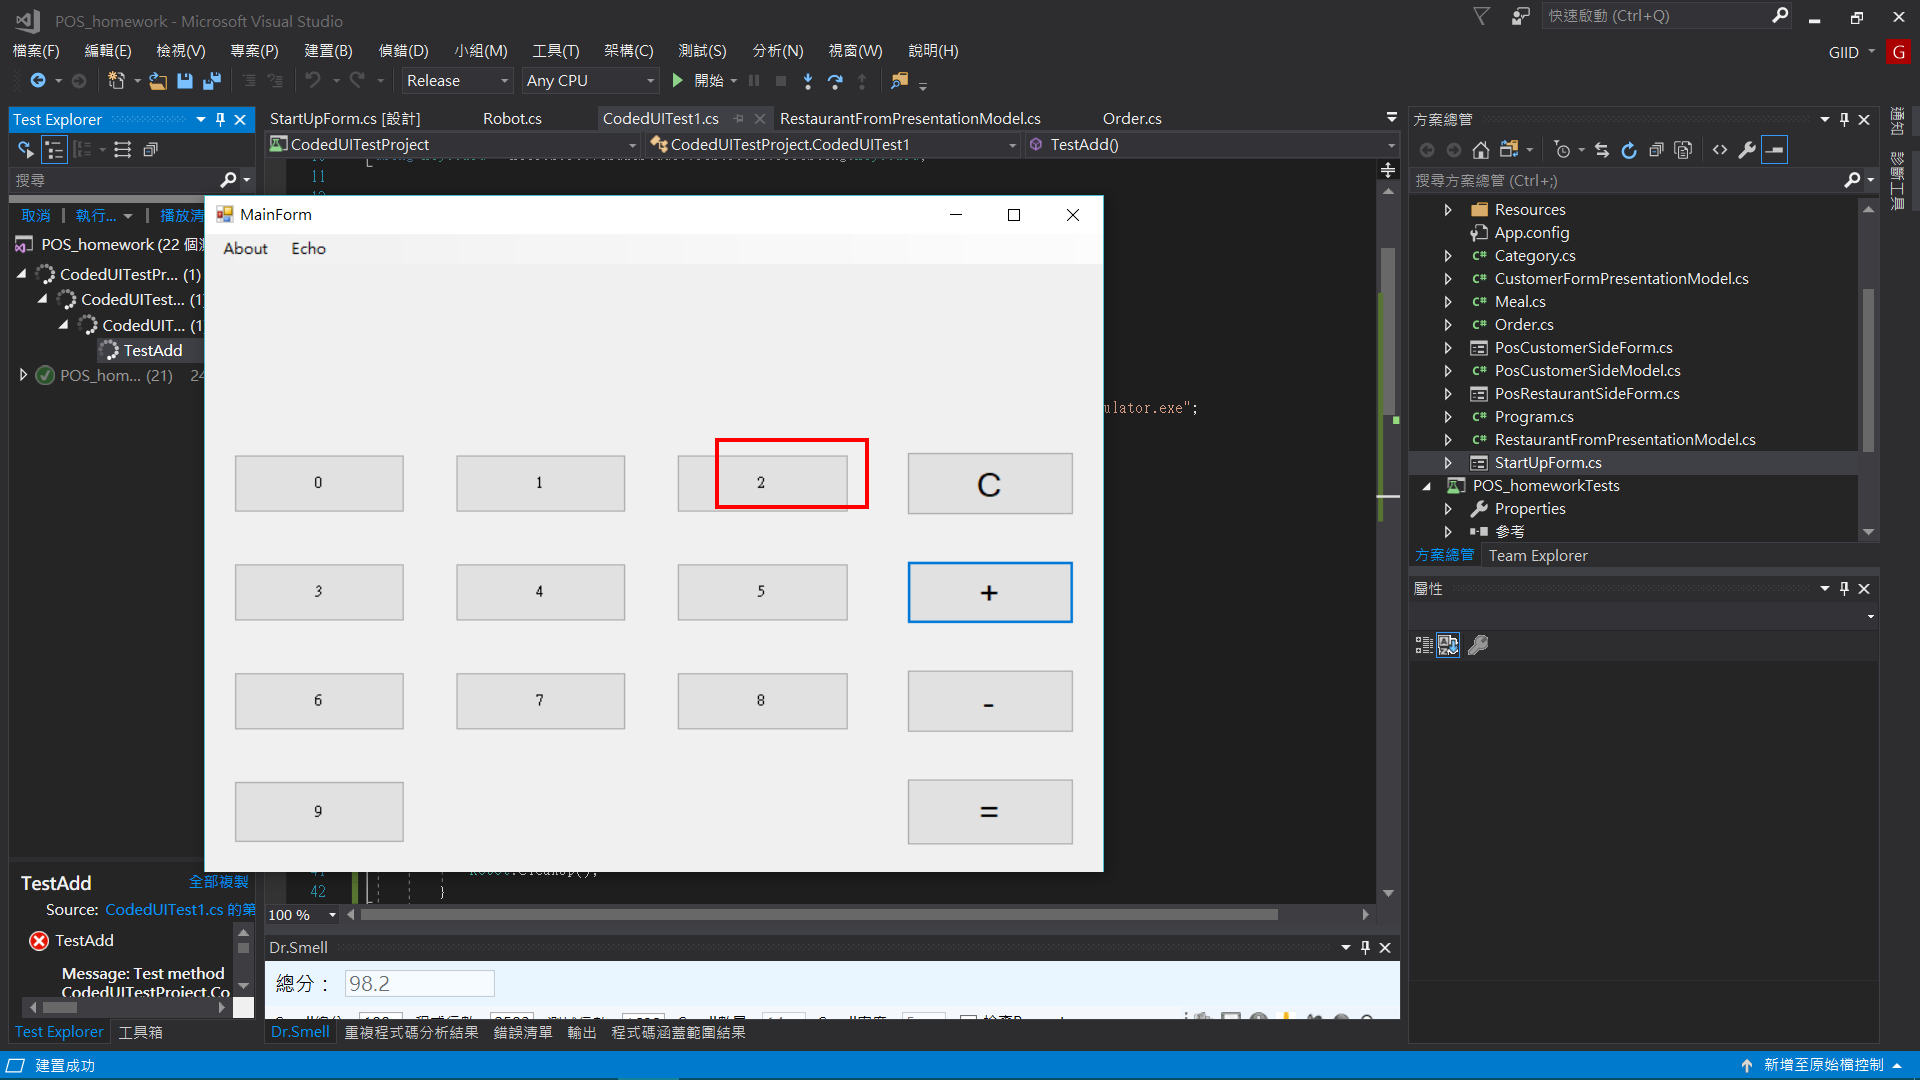 POS_homework - Microsoft Visual Studio
快速啟動 (Ctrl+Q)
檔案(F) 編輯(E) 檢視(V) 專案(P) 建置(B) 偵錯(D) 小組(M) 工具(T) 架構(C) 測試(S) 分析(N) 視窗(W) 說明(H)
GIID G
Release Any CPU 開始
Test Explorer
搜尋
取消 執行... 播放清
POS_homework (22 個
CodedUITestPr... (1)
CodedUITest... (1)
CodedUIT... (1
TestAdd
POS_hom... (21) 24
StartUpForm.cs [設計] Robot.cs CodedUITest1.cs RestaurantFromPresentationModel.cs Order.cs
CodedUITestProject CodedUITestProject.CodedUITest1 TestAdd()
11
MainForm
About Echo
ulator.exe";
0 1 2 C
3 4 5 +
6 7 8 -
9 =
41 Robot.CleanUp();
42 }
100 %
TestAdd 全部複製
Source: CodedUITest1.cs 的第
TestAdd
Message: Test method
CodedUITestProject.Co
Test Explorer 工具箱
Dr.Smell
總分： 98.2
Dr.Smell 重複程式碼分析結果 錯誤清單 輸出 程式碼涵蓋範圍結果
方案總管
搜尋方案總管 (Ctrl+;)
Resources
App.config
Category.cs
CustomerFormPresentationModel.cs
Meal.cs
Order.cs
PosCustomerSideForm.cs
PosCustomerSideModel.cs
PosRestaurantSideForm.cs
Program.cs
RestaurantFromPresentationModel.cs
StartUpForm.cs
POS_homeworkTests
Properties
參考
方案總管 Team Explorer
屬性
通知
診斷工具
建置成功
新增至原始檔控制